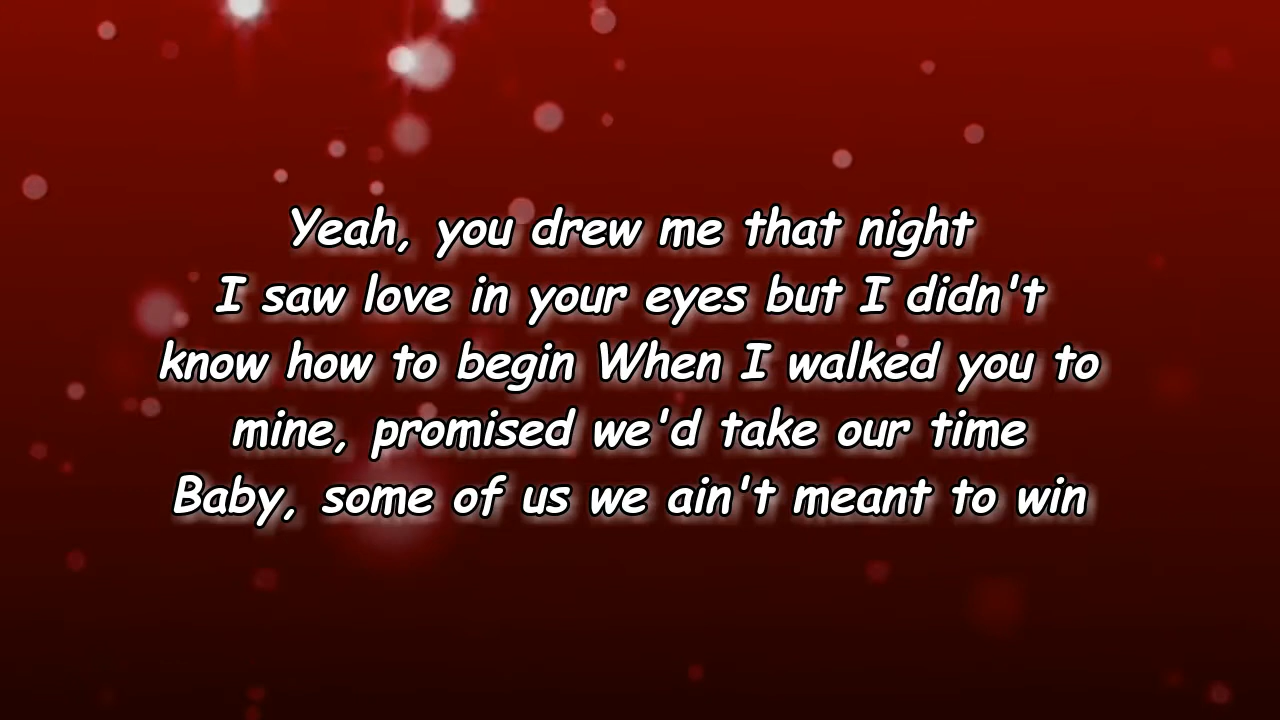 Yeah, you drew me that night
I saw love in your eyes but I didn't
know how to begin When I walked you to
mine, promised we'd take our time
Baby, some of us we ain't meant to win